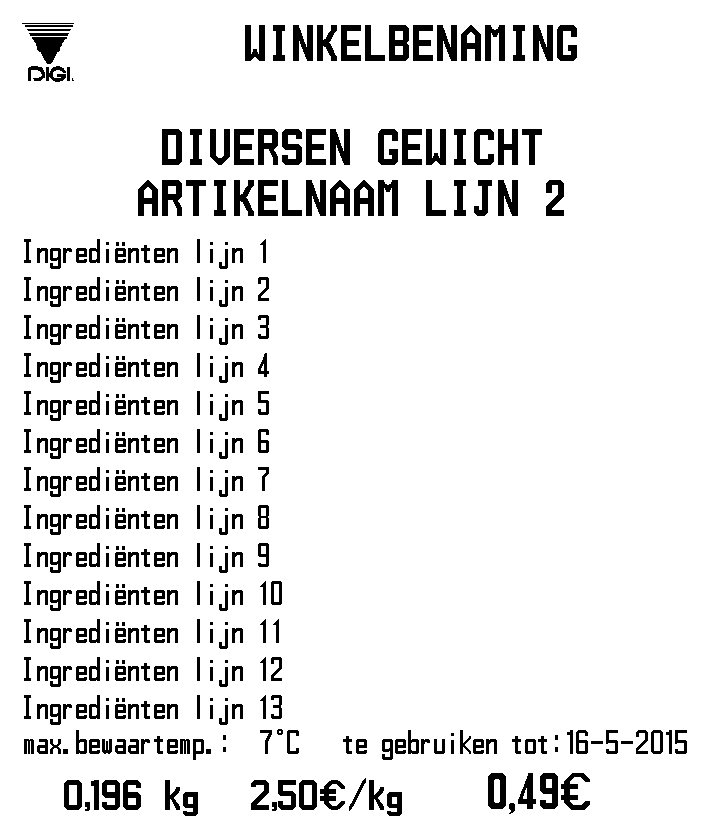 DIGI.
WINKELBENAMING
DIVERSEN GEWICHT
ARTIKELNAAM LIJN 2
Ingrediënten lijn 1
Ingrediënten lijn 2
Ingrediënten lijn 3
Ingrediënten lijn 4
Ingrediënten lijn 5
Ingrediënten lijn 6
Ingrediënten lijn 7
Ingrediënten lijn 8
Ingrediënten lijn 9
Ingrediënten lijn 10
Ingrediënten lijn 11
Ingrediënten lijn 12
Ingrediënten lijn 13
max.bewaartemp.: 7°C te gebruiken tot:16-5-2015
0,196 kg 2,50€/kg 0,49€